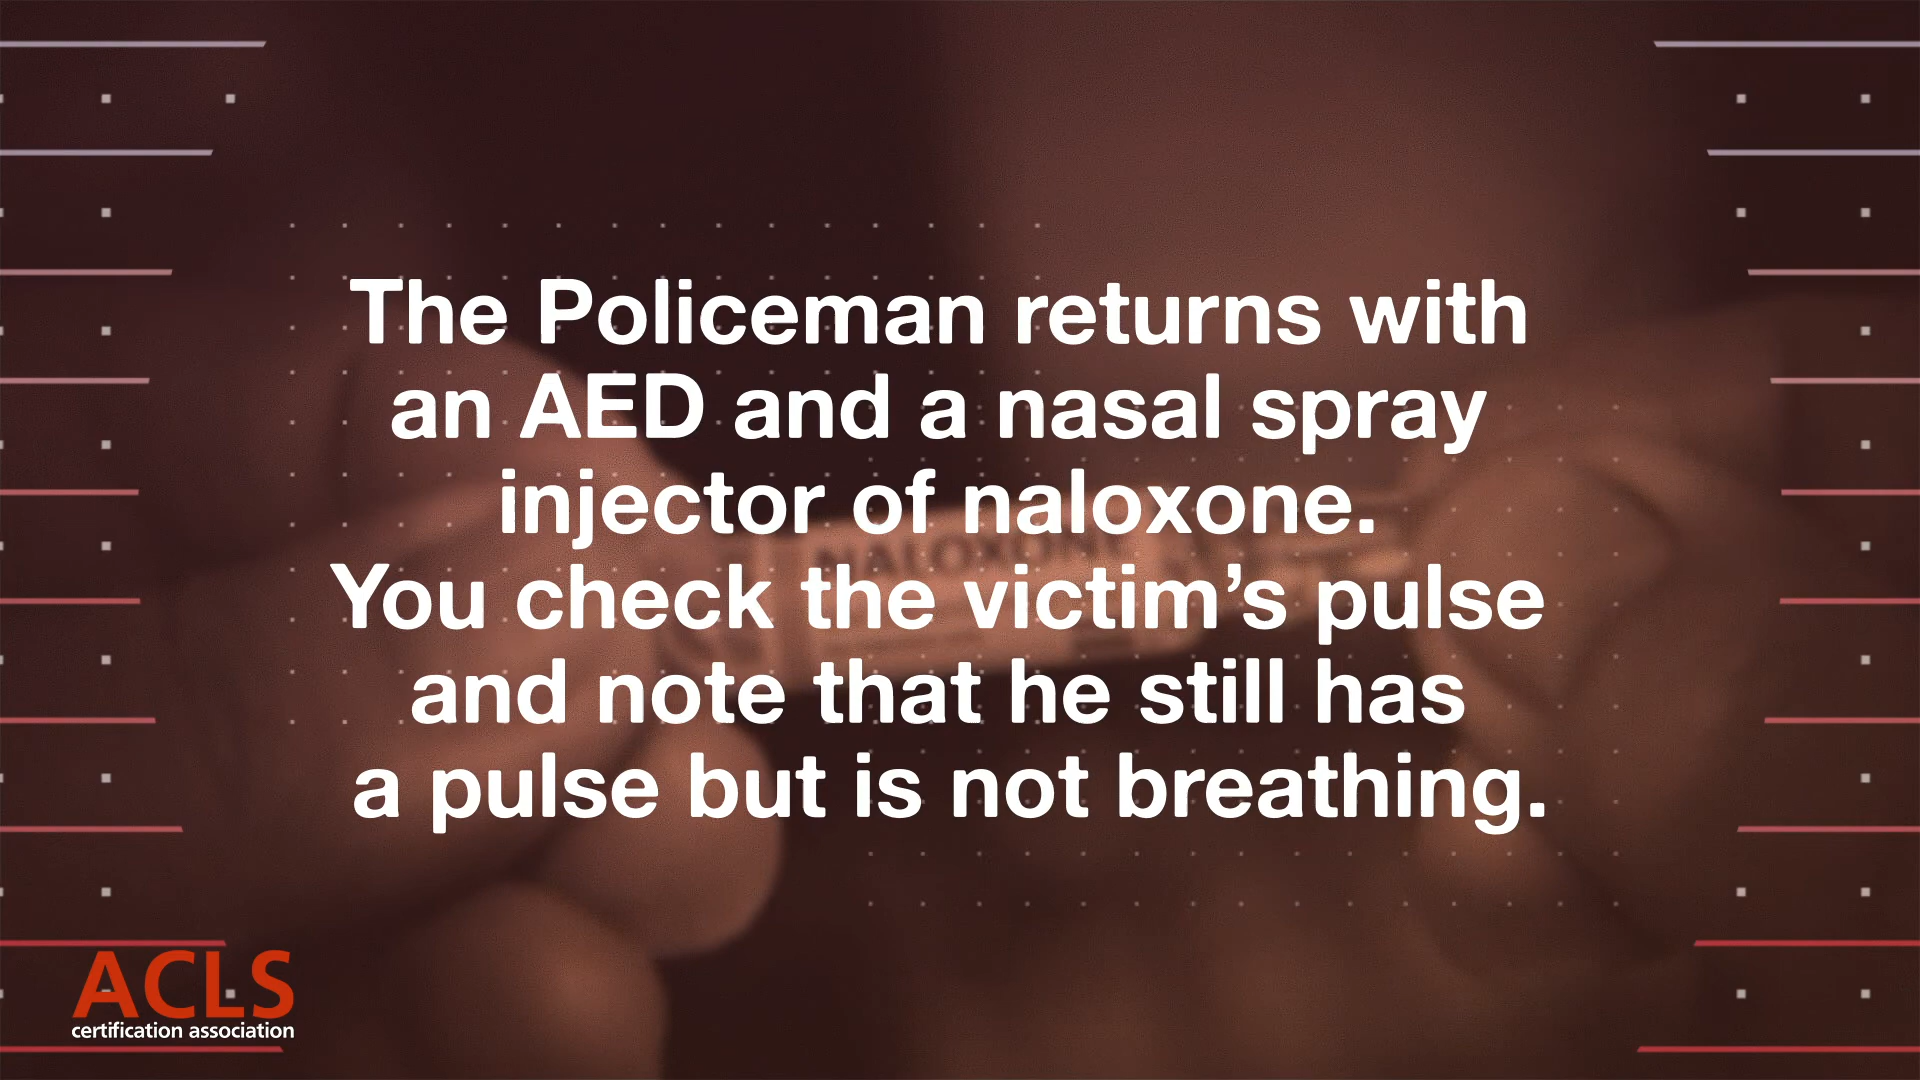 The Policeman returns with
an AED and a nasal spray
injector of naloxone.
NALOXONE
You check the victim’s pulse
and note that he still has
a pulse but is not breathing.
ACLS
certification association